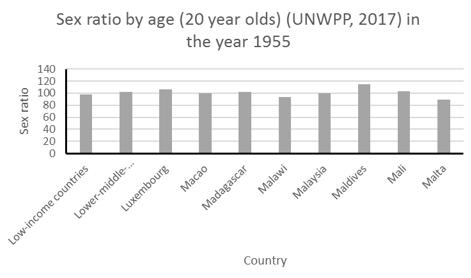 Sex ratio by age (20 year olds) (UNWPP, 2017) in
the year 1955
140
120
100
80
60
40
20
0
Sex ratio
Low-income countries
Lower-middle-...
Luxembourg
Macao
Madagascar
Malawi
Malaysia
Maldives
Mali
Malta
Country